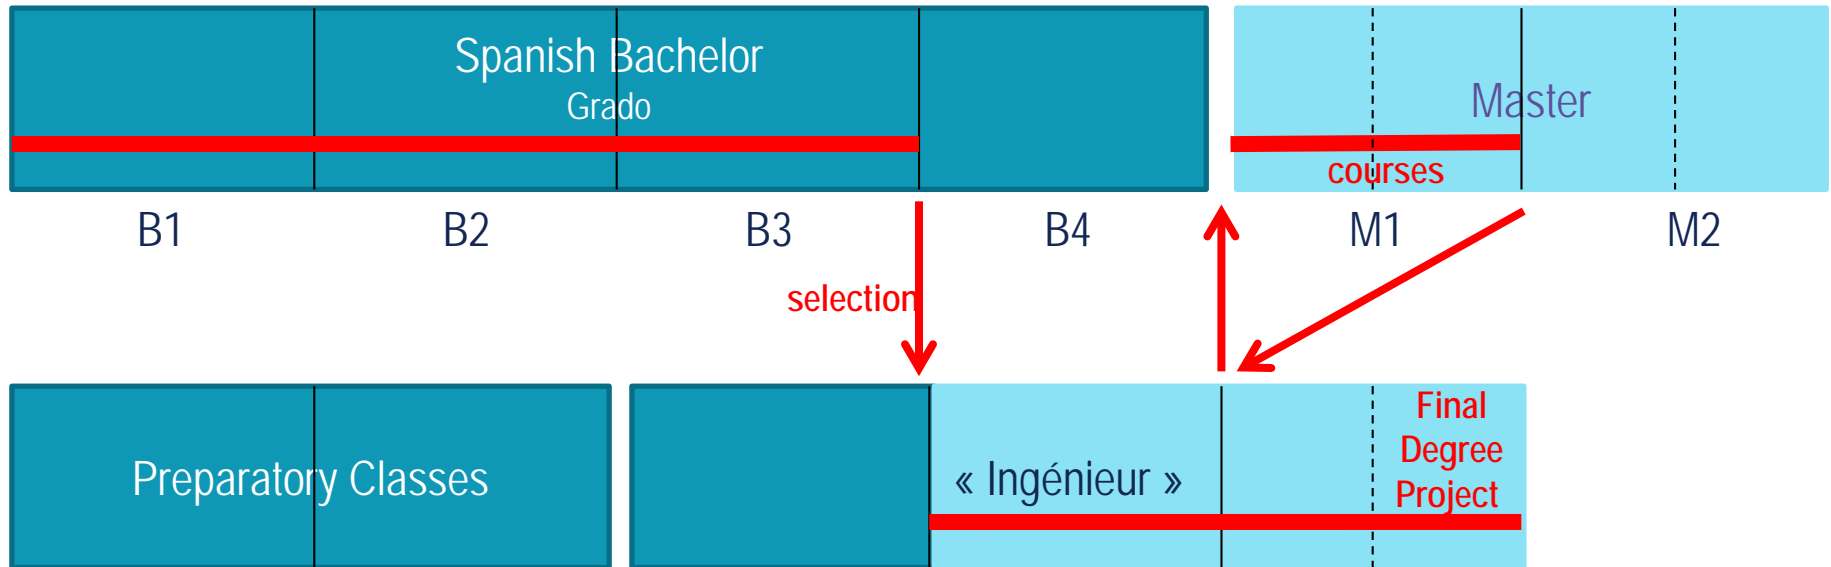 Spanish Bachelor
Grado
Master
courses
B1
B2
B3
B4
M1
M2
selection
Preparatory Classes
« Ingénieur »
Final
Degree
Project